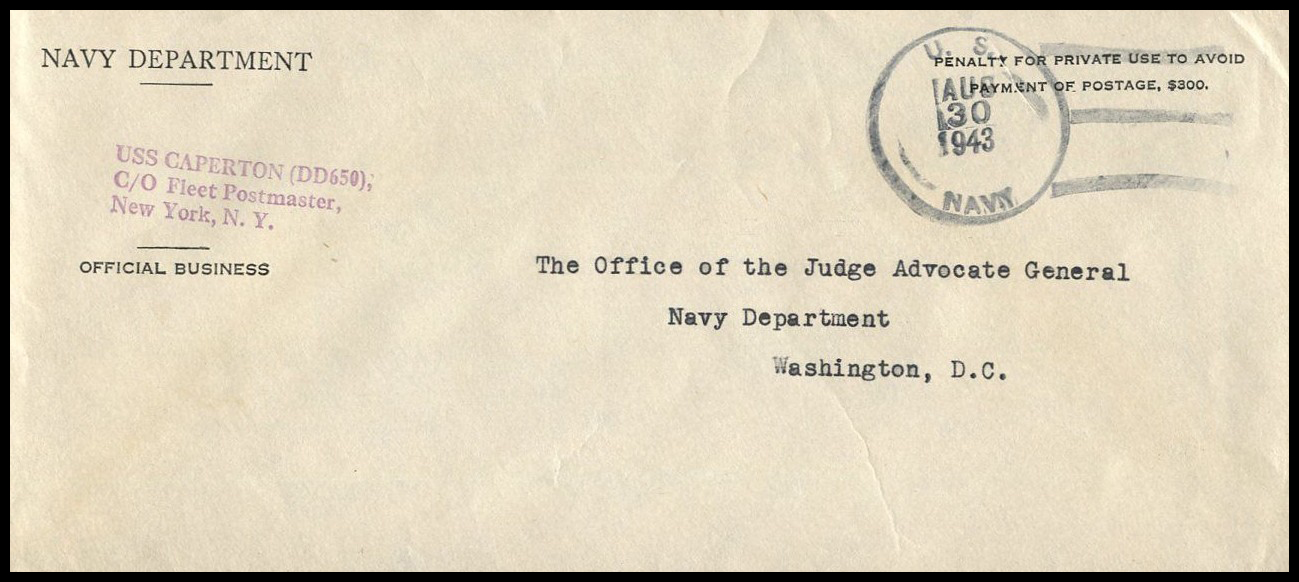 NAVY DEPARTMENT
USS CAPERTON (DD650),
C/O Fleet Postmaster,
New York, N. Y.
OFFICIAL BUSINESS
U. S.
AUG
30
1943
NAVY
PENALTY FOR PRIVATE USE TO AVOID
PAYMENT OF POSTAGE, $300.
The Office of the Judge Advocate General
Navy Department
Washington, D.C.